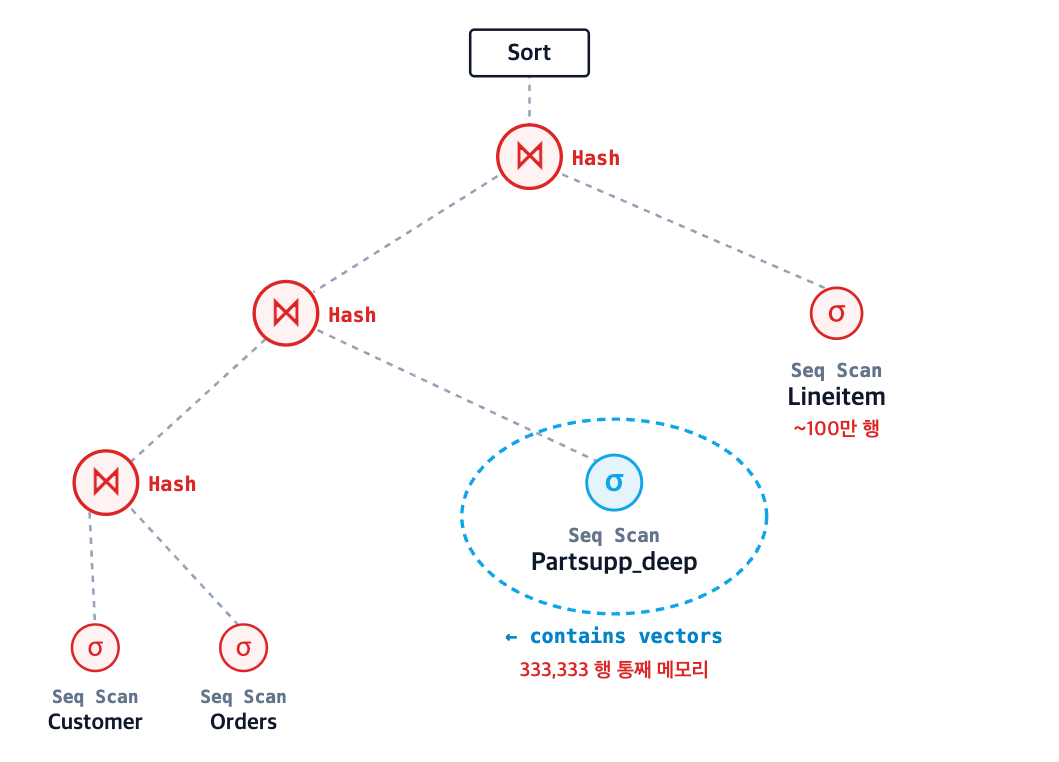 Sort
⋈ Hash
⋈ Hash
σ
Seq Scan
Lineitem
~100만 행
⋈ Hash
σ
Seq Scan
Partsupp_deep
← contains vectors
333,333 행 통째 메모리
σ
Seq Scan
Customer
σ
Seq Scan
Orders